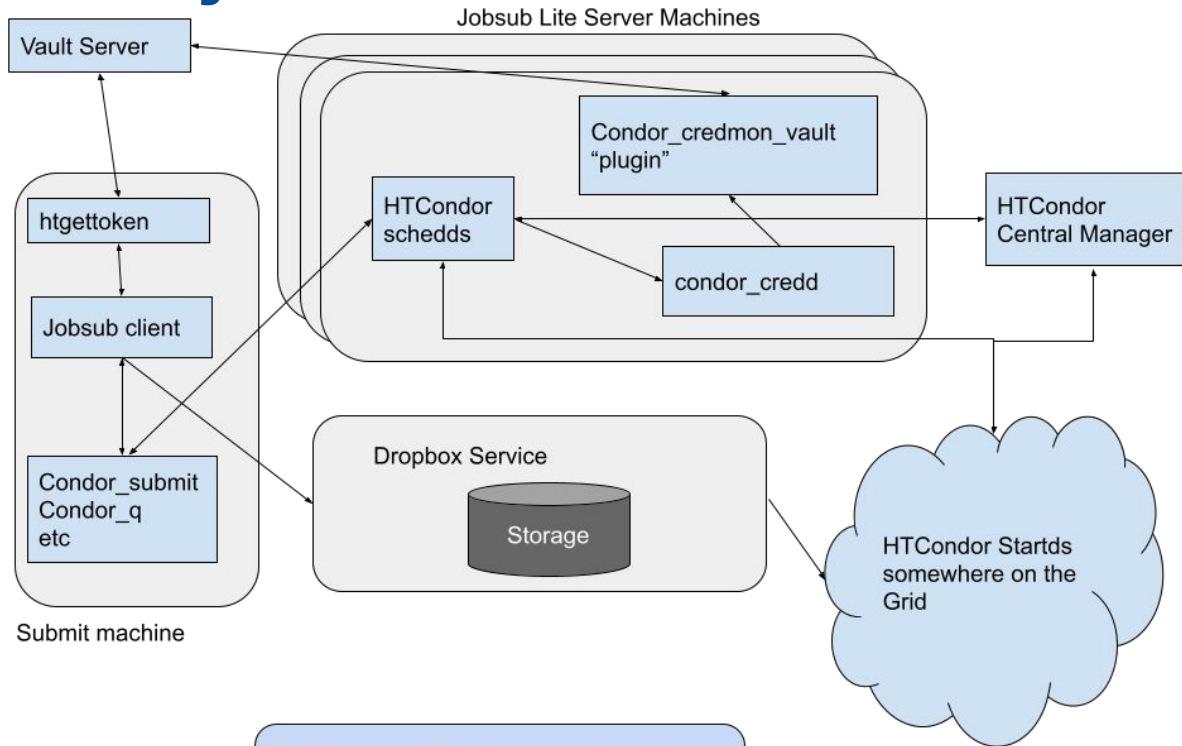 Jobsub Lite Server Machines
Vault Server
Condor_credmon_vault
“plugin”
htgettoken
HTCondor
schedds
HTCondor
Central Manager
condor_credd
Jobsub client
Dropbox Service
Condor_submit
Condor_q
etc
Storage
HTCondor Startds
somewhere on the
Grid
Submit machine